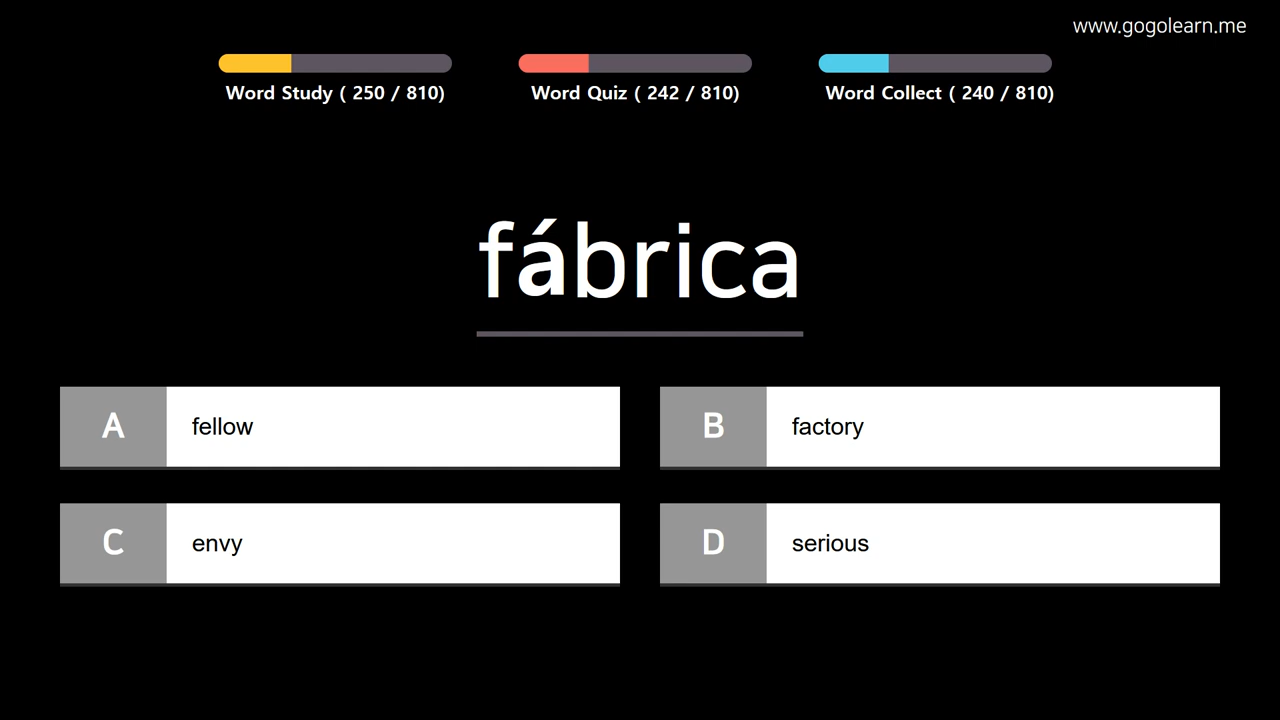 www.gogolearn.me
Word Study ( 250 / 810)
Word Quiz ( 242 / 810)
Word Collect ( 240 / 810)
fábrica
A fellow
B factory
C envy
D serious